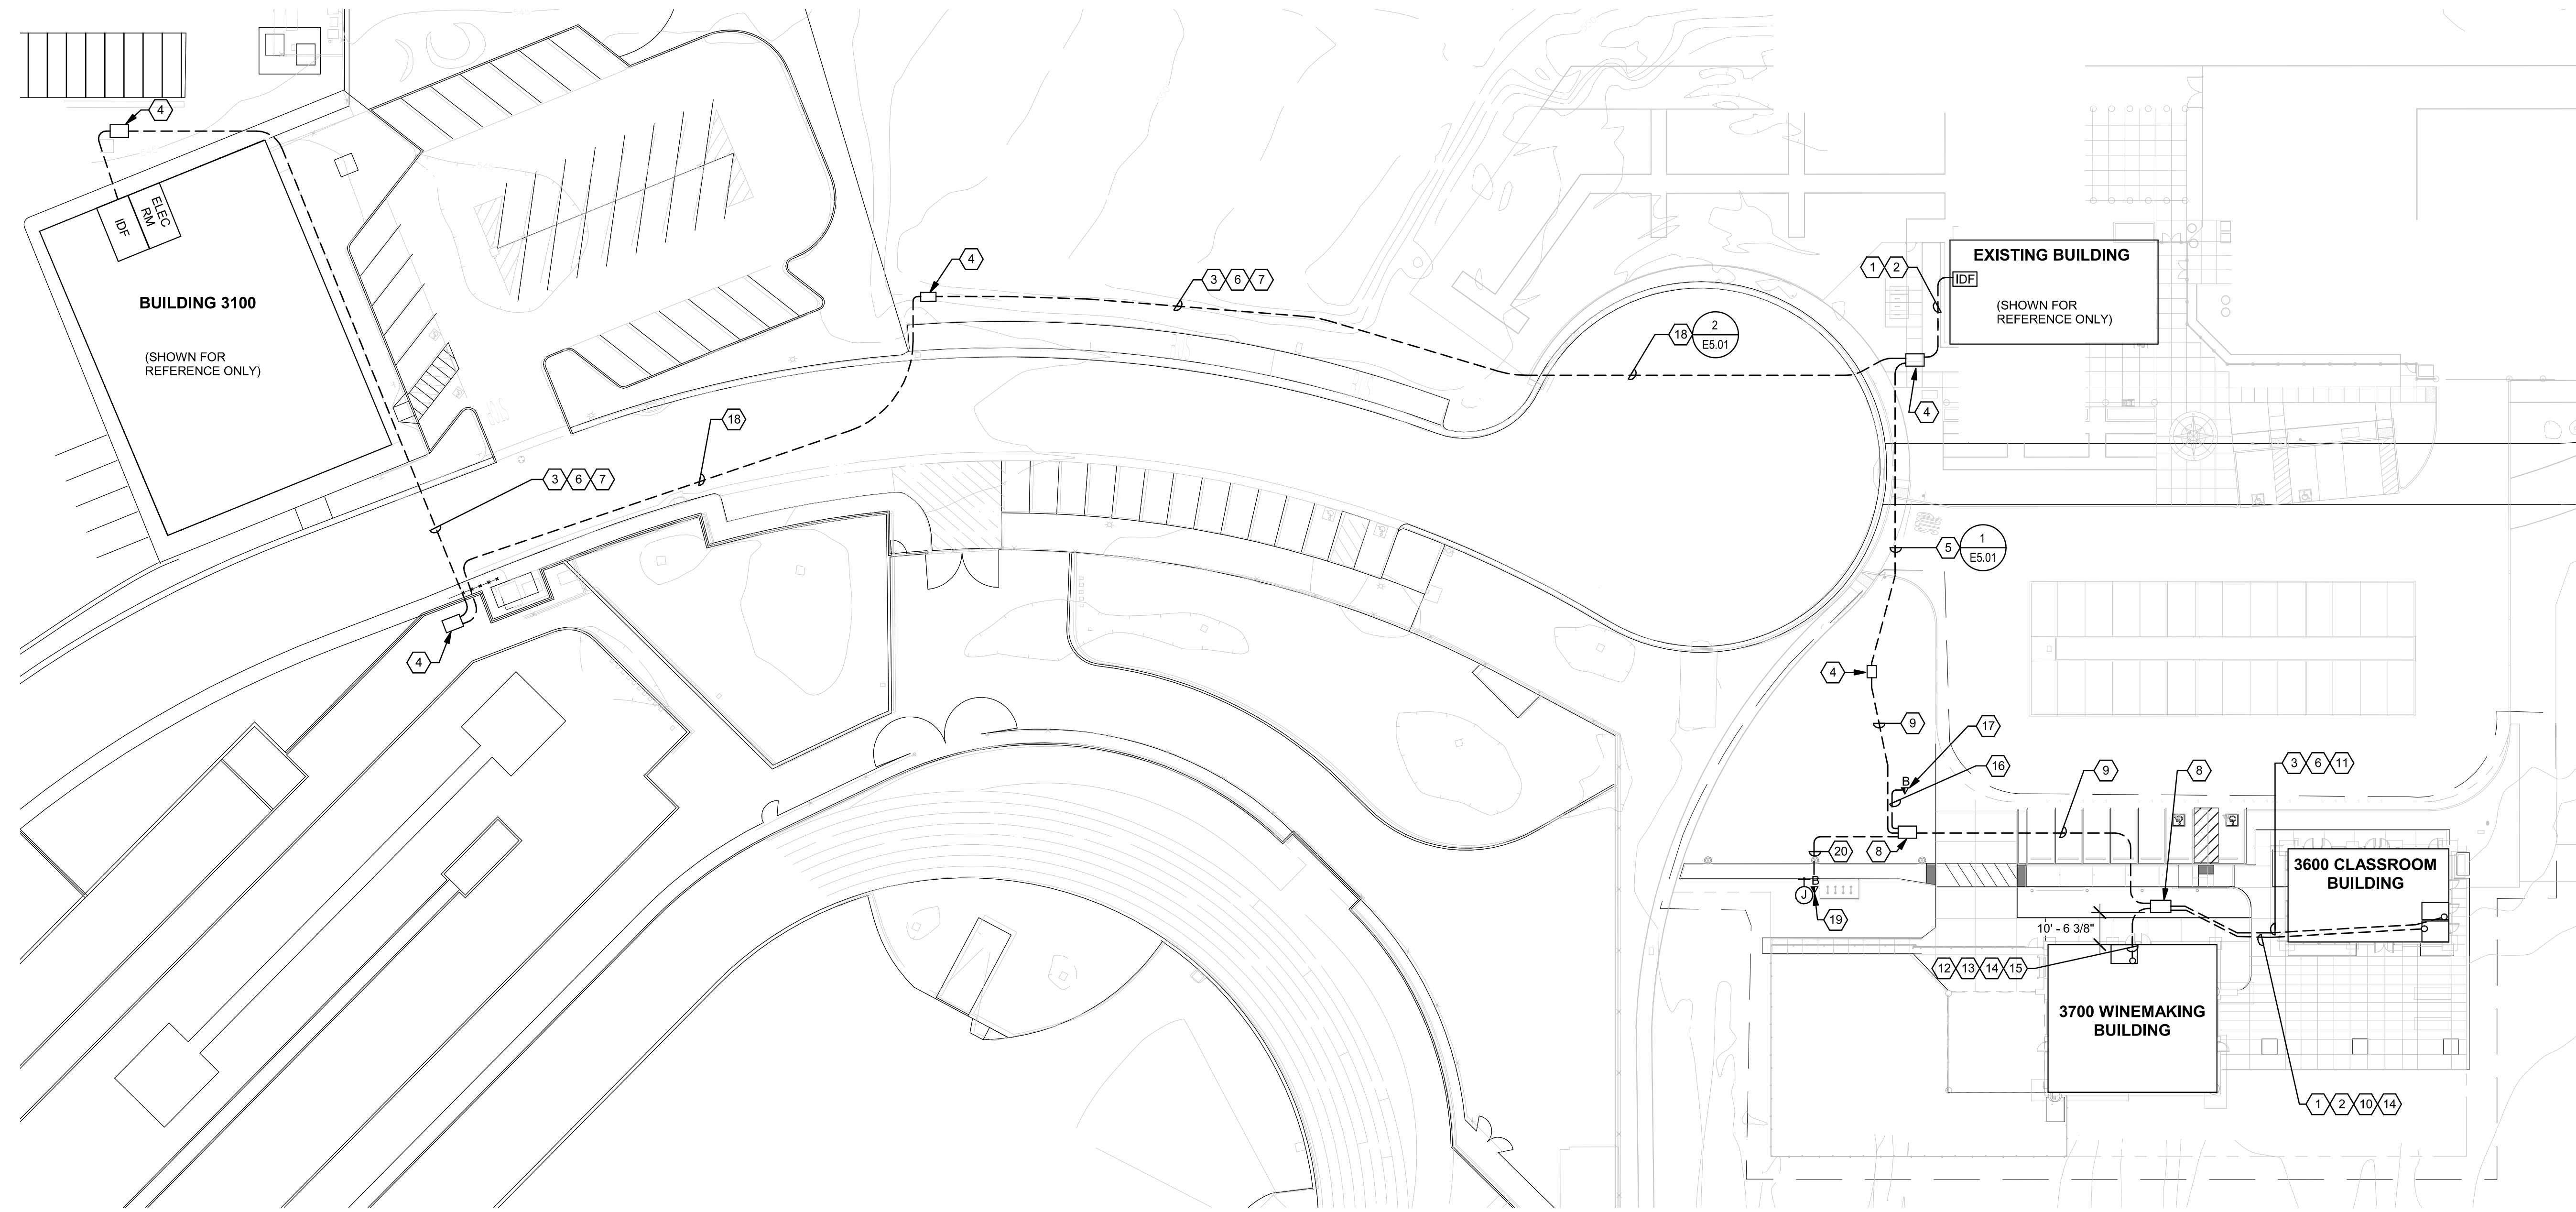 4
ELEC
RM
IDF
BUILDING 3100
(SHOWN FOR
REFERENCE ONLY)
4
3 6 7
1 2
EXISTING BUILDING
IDF
(SHOWN FOR
REFERENCE ONLY)
18
2
E5.01
4
18
3 6 7
4
5
1
E5.01
4
9
17
16
B
9
8
3 6 11
20
8
B
J
19
3600 CLASSROOM
BUILDING
10' - 6 3/8"
12 13 14 15
3700 WINEMAKING
BUILDING
1 2 10 14